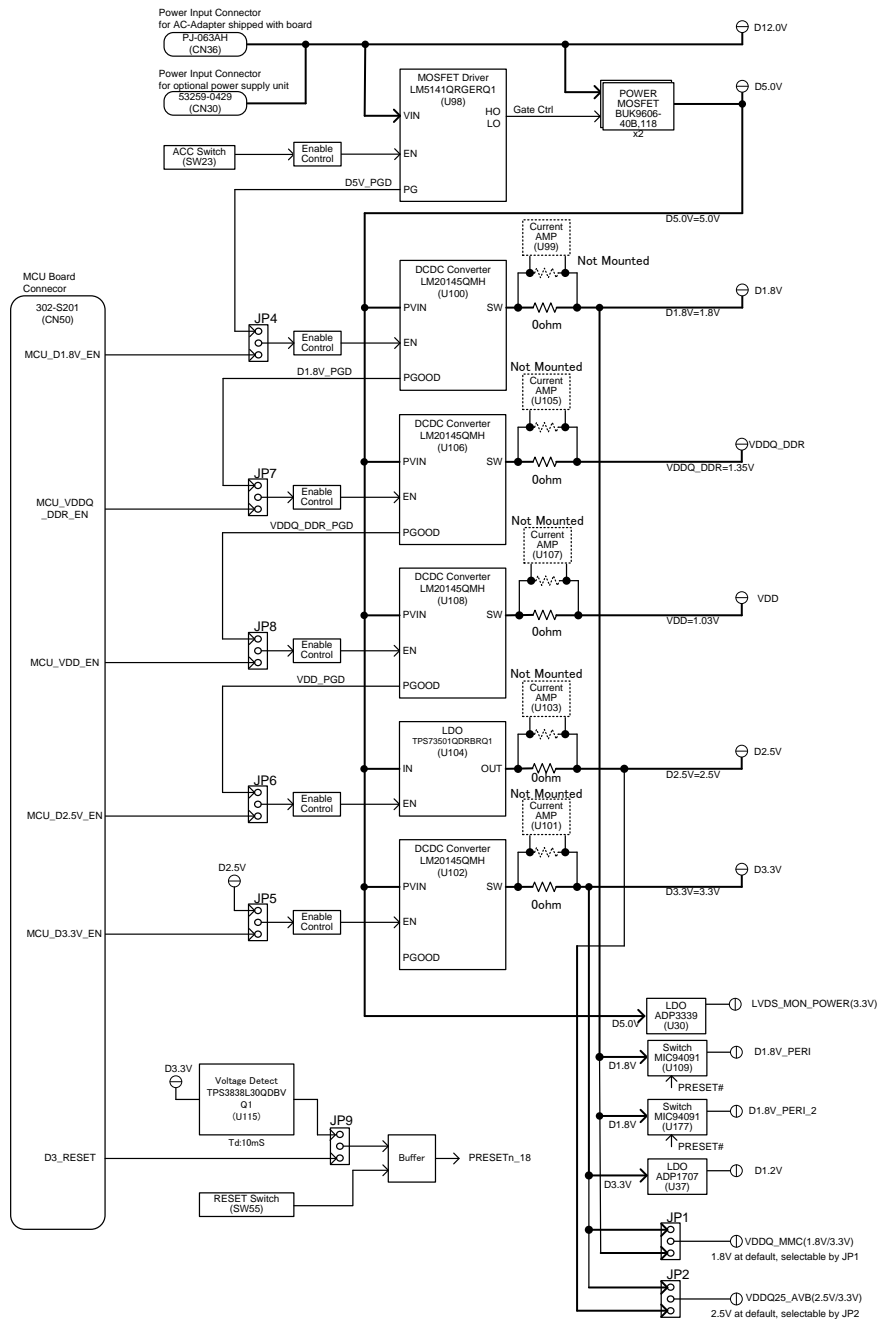 Power Input Connector
for AC-Adapter shipped with board
PJ-063AH
(CN36)
D12.0V
Power Input Connector
for optional power supply unit
53259-0429
(CN30)
MOSFET Driver
LM5141QRGERQ1
(U98)
VIN
HO
LO
Gate Ctrl
POWER
MOSFET
BUK9606-
40B,118
x2
D5.0V
ACC Switch
(SW23)
Enable
Control
EN
D5V_PGD
PG
D5.0V=5.0V
Current
AMP
(U99)
Not Mounted
MCU Board
Connecor
302-S201
(CN50)
DCDC Converter
LM20145QMH
(U100)
PVIN
SW
0ohm
D1.8V=1.8V
D1.8V
JP4
MCU_D1.8V_EN
Enable
Control
EN
D1.8V_PGD
PGOOD
Not Mounted
Current
AMP
(U105)
DCDC Converter
LM20145QMH
(U106)
PVIN
SW
0ohm
VDDQ_DDR=1.35V
VDDQ_DDR
JP7
MCU_VDDQ
_DDR_EN
Enable
Control
EN
VDDQ_DDR_PGD
PGOOD
Not Mounted
Current
AMP
(U107)
DCDC Converter
LM20145QMH
(U108)
PVIN
SW
0ohm
VDD=1.03V
VDD
JP8
MCU_VDD_EN
Enable
Control
EN
VDD_PGD
PGOOD
Not Mounted
Current
AMP
(U103)
LDO
TPS73501QDRBRQ1
(U104)
IN
OUT
0ohm
D2.5V=2.5V
D2.5V
JP6
MCU_D2.5V_EN
Enable
Control
EN
Not Mounted
Current
AMP
(U101)
DCDC Converter
LM20145QMH
(U102)
PVIN
SW
0ohm
D3.3V=3.3V
D3.3V
D2.5V
JP5
MCU_D3.3V_EN
Enable
Control
EN
PGOOD
D5.0V
LDO
ADP3339
(U30)
LVDS_MON_POWER(3.3V)
D1.8V
Switch
MIC94091
(U109)
D1.8V_PERI
PRESET#
D1.8V
Switch
MIC94091
(U177)
D1.8V_PERI_2
PRESET#
D3.3V
LDO
ADP1707
(U37)
D1.2V
D3.3V
Voltage Detect
TPS3838L30QDBV
Q1
(U115)
Td:10mS
JP9
D3_RESET
Buffer
PRESETn_18
RESET Switch
(SW55)
JP1
VDDQ_MMC(1.8V/3.3V)
1.8V at default, selectable by JP1
JP2
VDDQ25_AVB(2.5V/3.3V)
2.5V at default, selectable by JP2